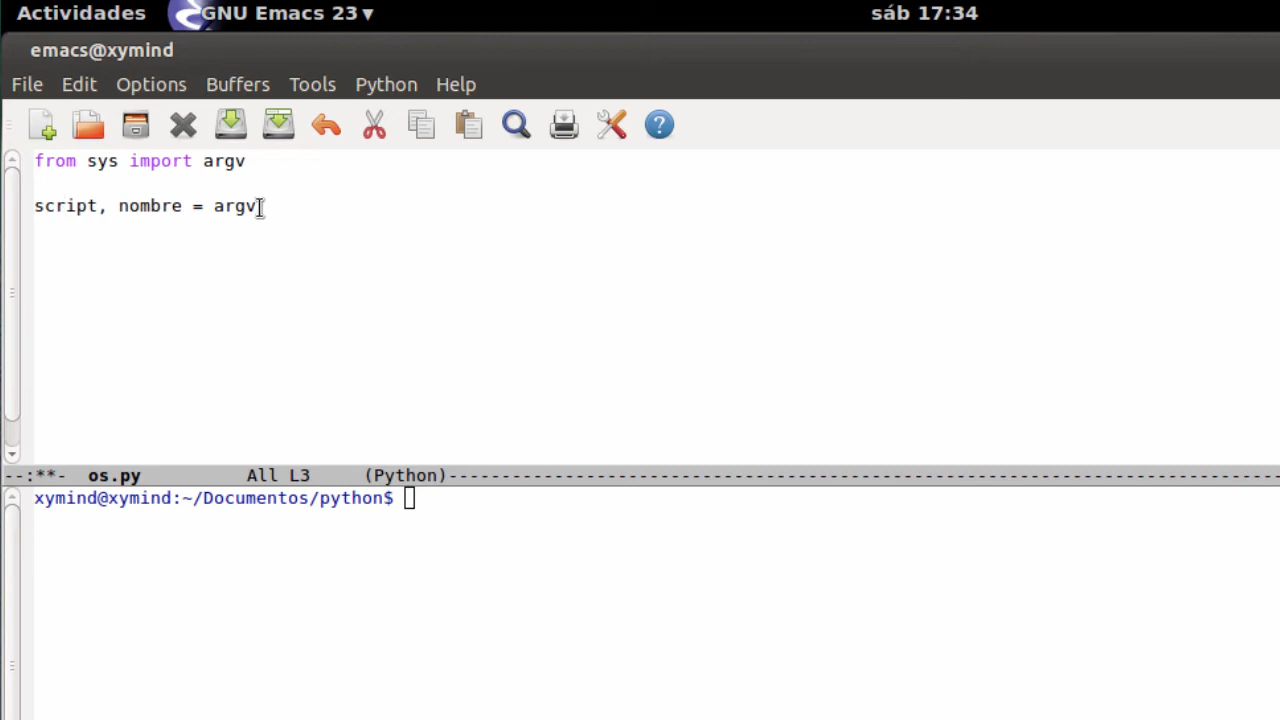 Actividades GNU Emacs 23 ▾ sáb 17:34
emacs@xymind
File Edit Options Buffers Tools Python Help
from sys import argv
script, nombre = argv
--:**- os.py All L3 (Python)--------------------------------------------------------------------------------
xymind@xymind:~/Documentos/python$